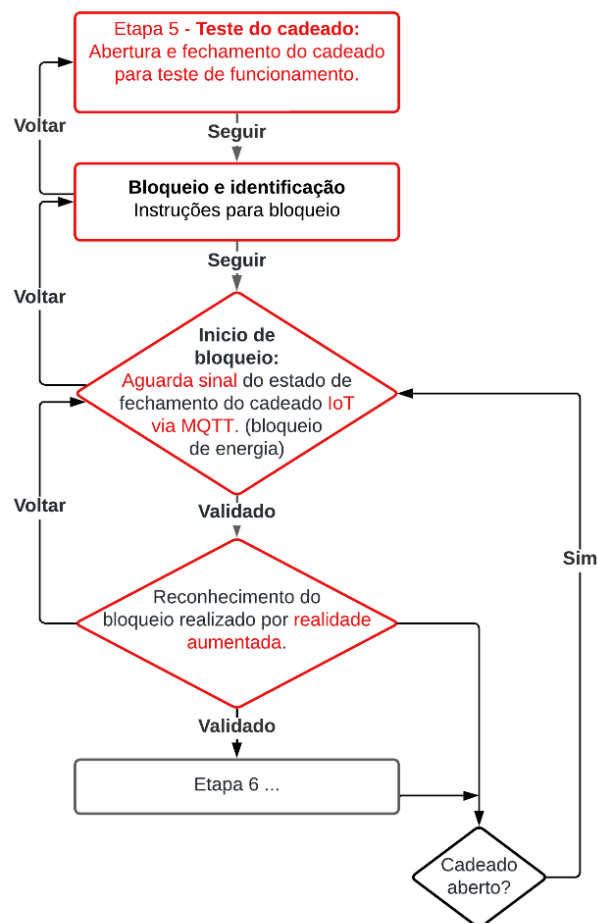 Etapa 5 - Teste do cadeado:
Abertura e fechamento do cadeado
para teste de funcionamento.
Voltar
Seguir
Bloqueio e identificação
Instruções para bloqueio
Seguir
Voltar
Inicio de
bloqueio:
Aguarda sinal do estado de
fechamento do cadeado IoT
via MQTT. (bloqueio
de energia)
Voltar
Validado
Sim
Reconhecimento do
bloqueio realizado por realidade
aumentada.
Validado
Etapa 6 ...
Cadeado
aberto?